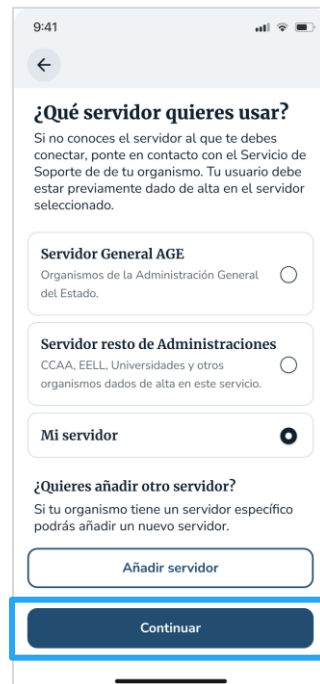 9:41
¿Qué servidor quieres usar?
Si no conoces el servidor al que te debes
conectar, ponte en contacto con el Servicio de
Soporte de de tu organismo. Tu usuario debe
estar previamente dado de alta en el servidor
seleccionado.
Servidor General AGE
Organismos de la Administración General
del Estado.
Servidor resto de Administraciones
CCAA, EELL, Universidades y otros
organismos dados de alta en este servicio.
Mi servidor
¿Quieres añadir otro servidor?
Si tu organismo tiene un servidor específico
podrás añadir un nuevo servidor.
Añadir servidor
Continuar